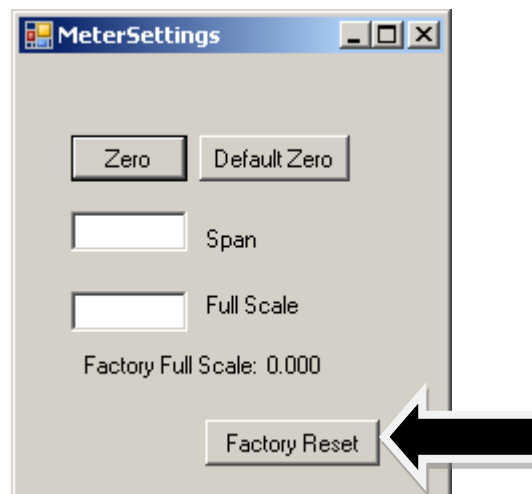 MeterSettings
Zero Default Zero
Span
Full Scale
Factory Full Scale: 0.000
Factory Reset